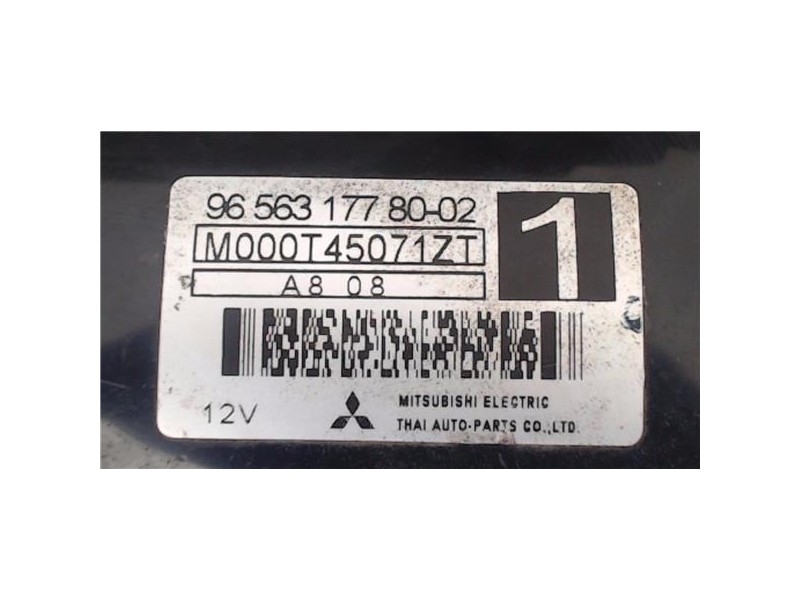 96 563 177 80-02
1
M000T45071ZT
A8 08
12V
MITSUBISHI ELECTRIC
THAI AUTO-PARTS CO.,LTD.